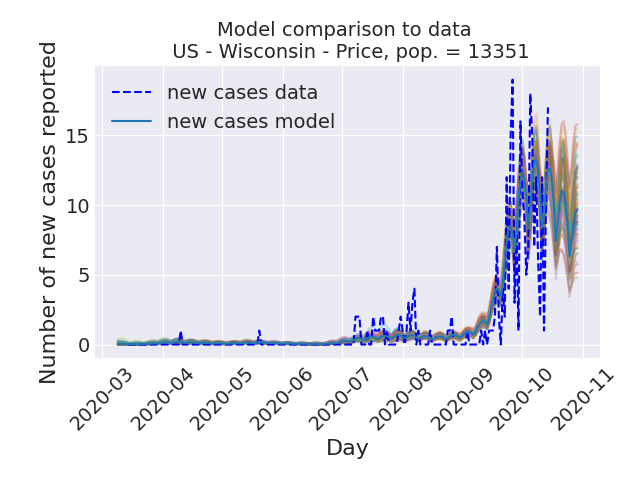 Model comparison to data
US - Wisconsin - Price, pop. = 13351
new cases data
new cases model
Number of new cases reported
15
10
5
0
2020-03
2020-04
2020-05
2020-06
2020-07
2020-08
2020-09
2020-10
2020-11
Day